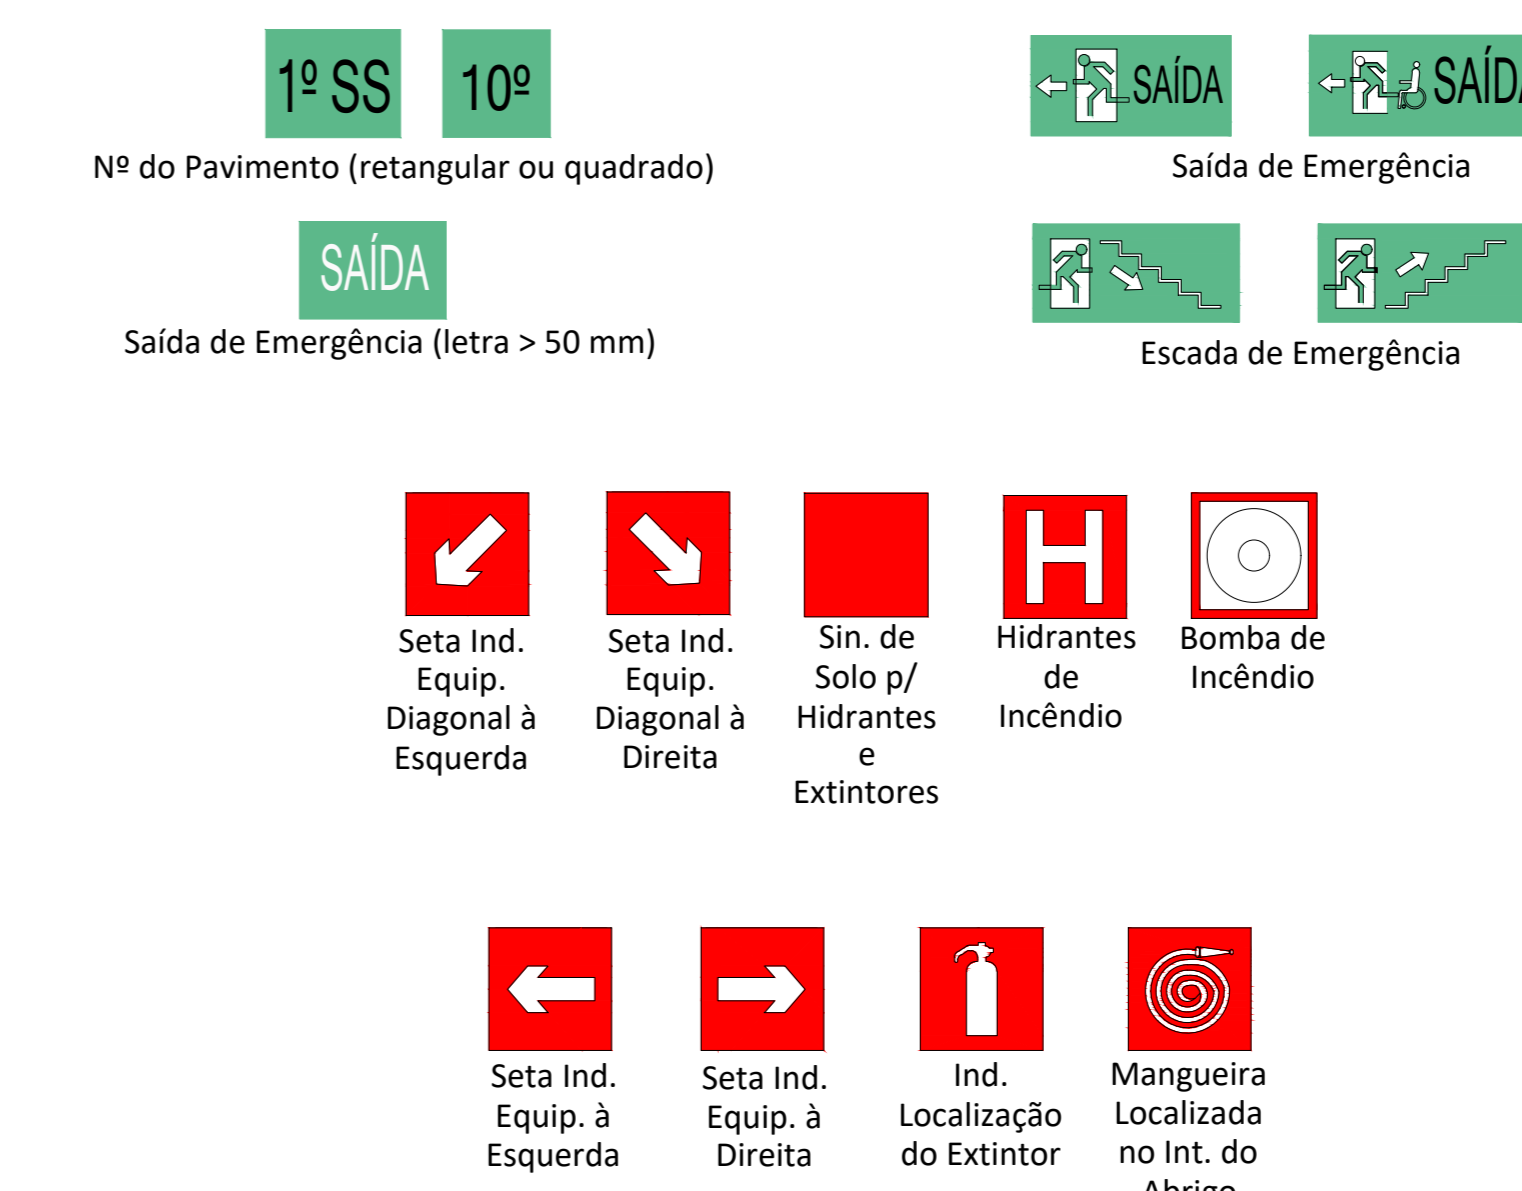 1º SS
10º
Nº do Pavimento (retangular ou quadrado)
SAÍDA
SAÍDA
Saída de Emergência
SAÍDA
Saída de Emergência (letra > 50 mm)
Escada de Emergência
Seta Ind.
Equip.
Diagonal à
Esquerda
Seta Ind.
Equip.
Diagonal à
Direita
Sin. de
Solo p/
Hidrantes
e
Extintores
H
Hidrantes
de
Incêndio
Bomba de
Incêndio
Seta Ind.
Equip. à
Esquerda
Seta Ind.
Equip. à
Direita
Ind.
Localização
do Extintor
Mangueira
Localizada
no Int. do
Abrigo